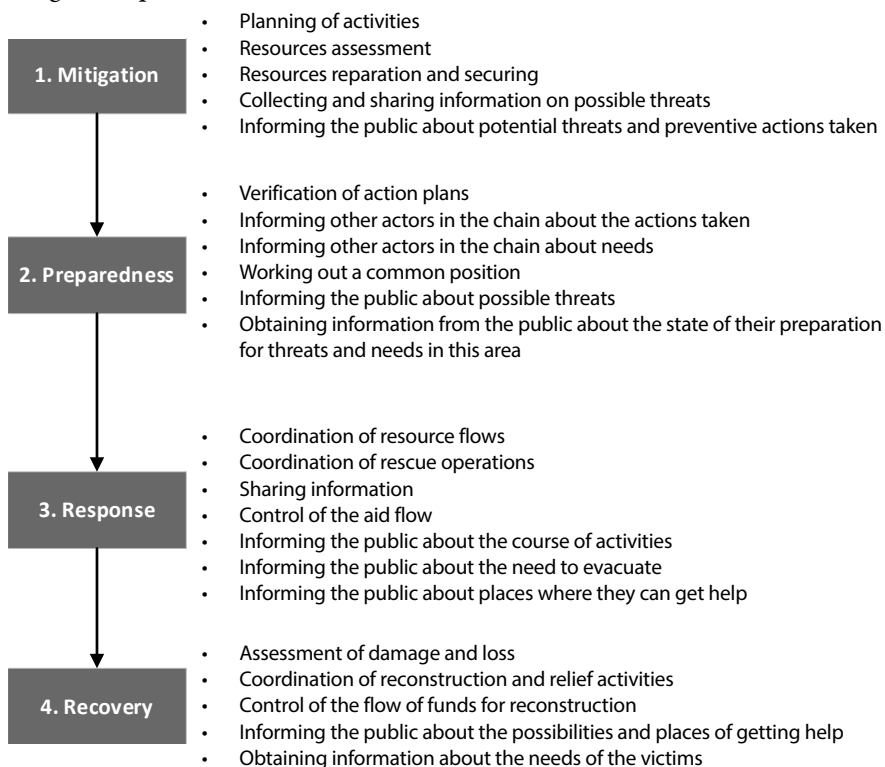 • Planning of activities
• Resources assessment
1. Mitigation
• Resources reparation and securing
• Collecting and sharing information on possible threats
• Informing the public about potential threats and preventive actions taken
• Verification of action plans
• Informing other actors in the chain about the actions taken
• Informing other actors in the chain about needs
2. Preparedness
• Working out a common position
• Informing the public about possible threats
• Obtaining information from the public about the state of their preparation
for threats and needs in this area
• Coordination of resource flows
• Coordination of rescue operations
• Sharing information
3. Response
• Control of the aid flow
• Informing the public about the course of activities
• Informing the public about the need to evacuate
• Informing the public about places where they can get help
• Assessment of damage and loss
• Coordination of reconstruction and relief activities
4. Recovery
• Control of the flow of funds for reconstruction
• Informing the public about the possibilities and places of getting help
• Obtaining information about the needs of the victims